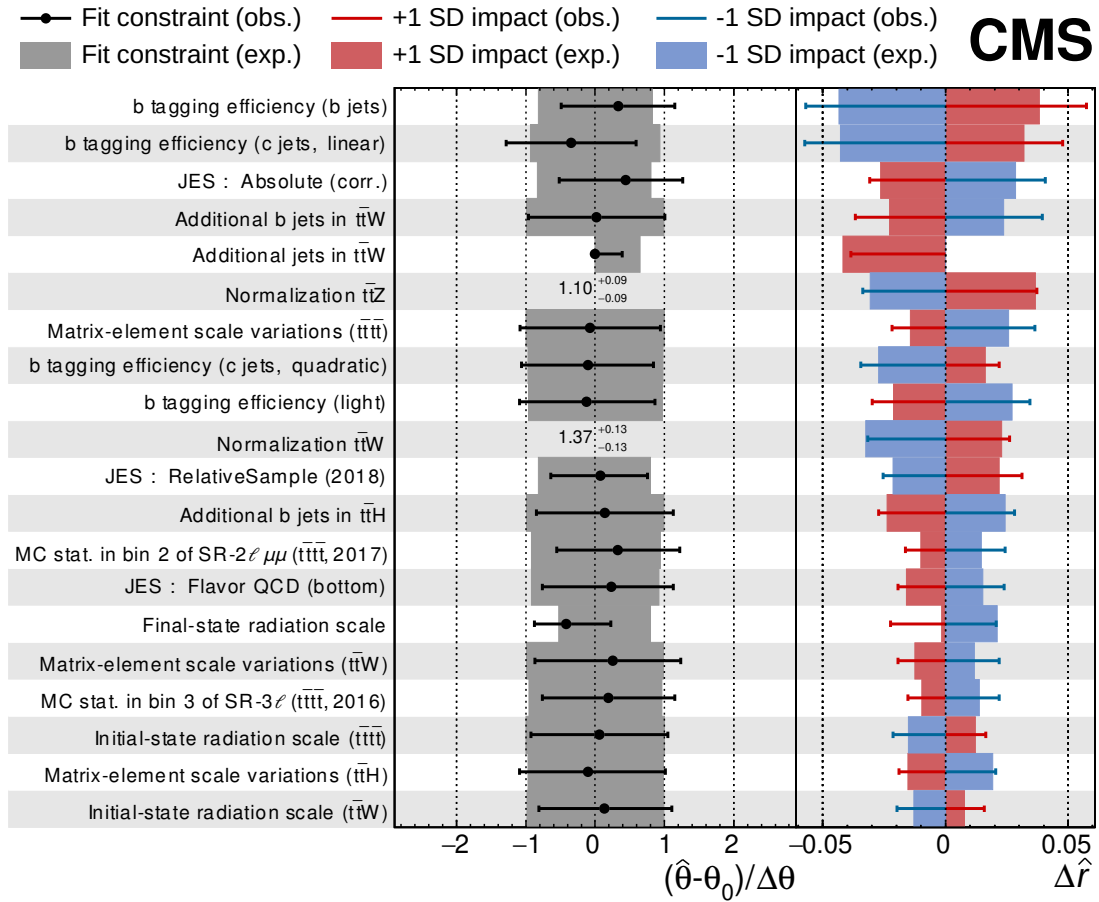 Fit constraint (obs.) +1 SD impact (obs.) -1 SD impact (obs.) CMS
Fit constraint (exp.) +1 SD impact (exp.) -1 SD impact (exp.)
b tagging efficiency (b jets)
b tagging efficiency (c jets, linear)
JES : Absolute (corr.)
Additional b jets in tt̅W
Additional jets in tt̅W
Normalization tt̅Z 1.10 +0.09 −0.09
Matrix-element scale variations (tt̅tt̅)
b tagging efficiency (c jets, quadratic)
b tagging efficiency (light)
Normalization tt̅W 1.37 +0.13 −0.13
JES : RelativeSample (2018)
Additional b jets in tt̅H
MC stat. in bin 2 of SR-2ℓ μμ (tt̅tt̅, 2017)
JES : Flavor QCD (bottom)
Final-state radiation scale
Matrix-element scale variations (tt̅W)
MC stat. in bin 3 of SR-3ℓ (tt̅tt̅, 2016)
Initial-state radiation scale (tt̅tt̅)
Matrix-element scale variations (tt̅H)
Initial-state radiation scale (tt̅W)
−2 −1 0 1 2 −0.05 0 0.05
(θ̂-θ₀)/Δθ Δr̂